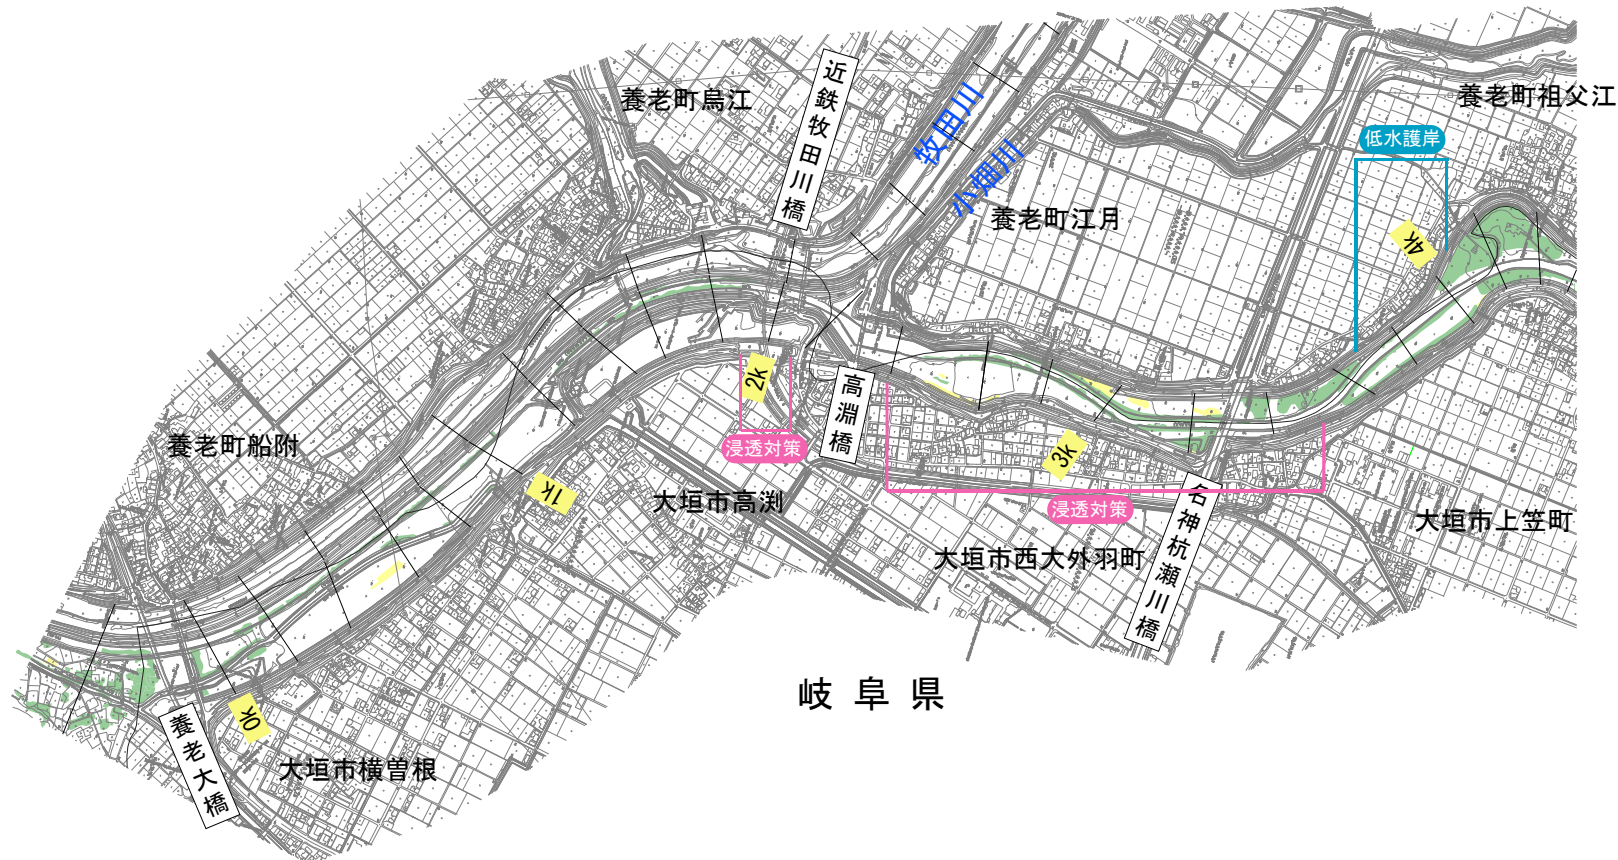 養老町烏江
近鉄牧田川橋
牧田川
小畑川
養老町祖父江
低水護岸
養老町江月
4k
2k
高淵橋
浸透対策
養老町船附
3k
1k
大垣市高渕
浸透対策
名神杭瀬川橋
大垣市上笠町
大垣市西大外羽町
岐阜県
0k
養老大橋
大垣市横曽根